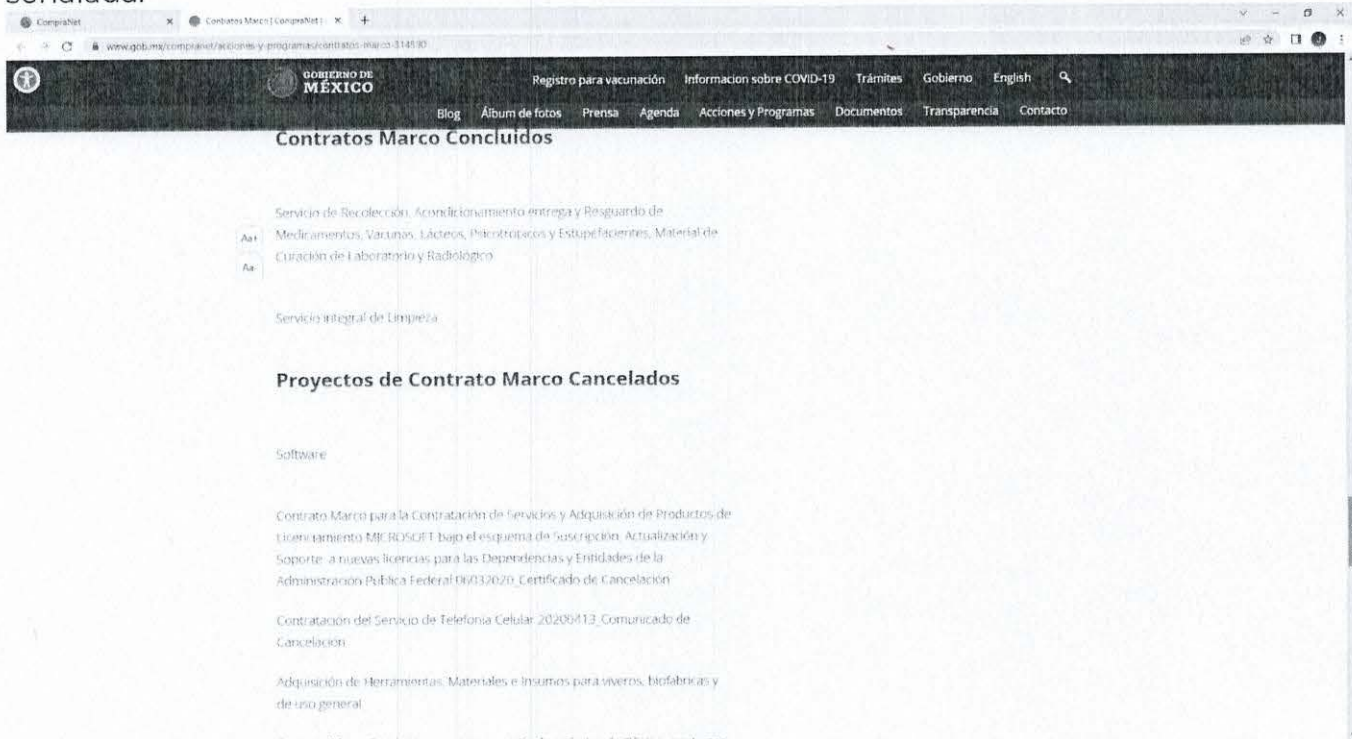 CompraNet
Contratos Marco | CompraNet |
www.gob.mx/compranet/acciones-y-programas/contratos-marco-314530
GOBIERNO DE
MÉXICO
Registro para vacunación Informacion sobre COVID-19 Trámites Gobierno English
Blog Álbum de fotos Prensa Agenda Acciones y Programas Documentos Transparencia Contacto
Contratos Marco Concluidos
Servicio de Recolección, Acondicionamiento entrega y Resguardo de
Medicamentos, Vacunas, Lácteos, Psicotrópicos y Estupefacientes, Material de
Curación de Laboratorio y Radiológico
Aa+
Aa-
Servicio integral de Limpieza
Proyectos de Contrato Marco Cancelados
Software
Contrato Marco para la Contratación de Servicios y Adquisición de Productos de
Licenciamiento MICROSOFT bajo el esquema de Suscripción, Actualización y
Soporte a nuevas licencias para las Dependencias y Entidades de la
Administración Publica Federal 06032020_Certificado de Cancelación
Contratación del Servicio de Telefonía Celular 20200413_Comunicado de
Cancelación
Adquisición de Herramientas, Materiales e Insumos para viveros, biofabricas y
de uso general